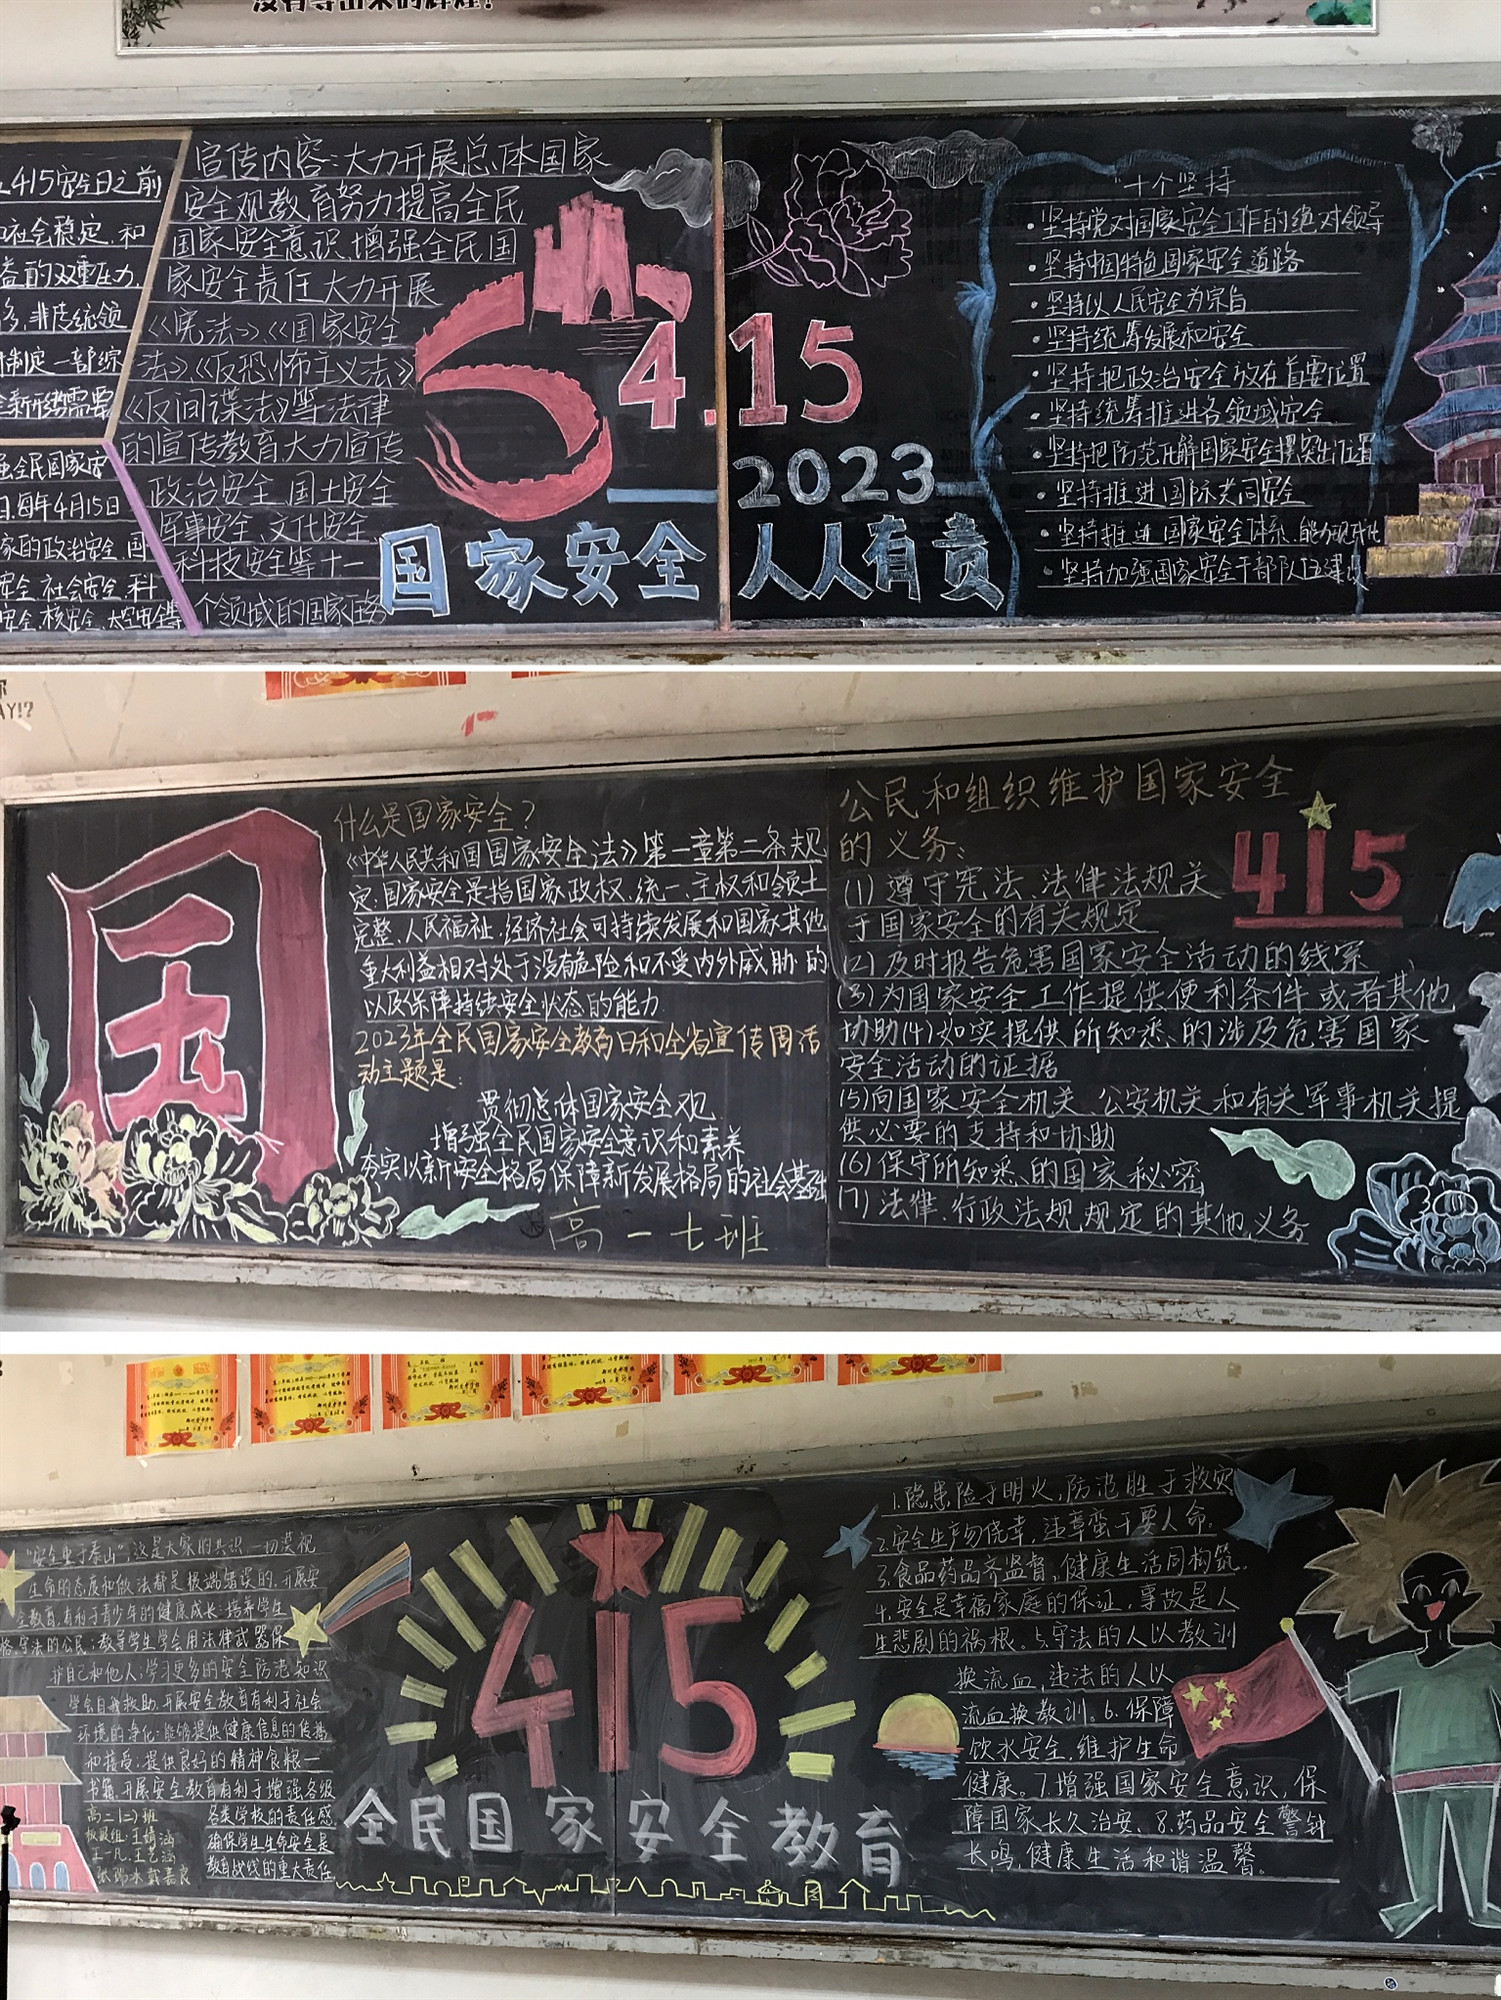 没有等出来的辉煌！
415安全日之前
社会稳定、和
益的双重压力,
多,非传统领
制定一部综
新形势需要
强全民国家安
日,每年4月15日
家的政治安全、国
安全、社会安全、科
安全、核安全、太空安全等
宣传内容:大力开展总体国家
安全观教育努力提高全民
国家安全意识,增强全民国
家安全责任 大力开展
《宪法》《国家安全
法》、《反恐怖主义法》
《反间谍法》等法律
的宣传教育,大力宣传
政治安全、国土安全
军事安全、文化安全
科技安全等十一
个领域的国家安全
4.15
2023
国家安全 人人有责
"十个坚持
·坚持党对国家安全工作的绝对领导
·坚持中国特色国家安全道路
·坚持以人民安全为宗旨
·坚持统筹发展和安全
·坚持把政治安全放在首要位置
·坚持统筹推进各领域安全
·坚持把防范化解国家安全摆突出位置
·坚持推进国际共同安全
·坚持推进国家安全体系、能力现代化
·坚持加强国家安全干部队伍建设
AY!?
国
什么是国家安全?
《中华人民共和国国家安全法》第一章第二条规
定,国家安全是指国家政权、统一、主权和领土
完整、人民福祉、经济社会可持续发展和国家其他
重大利益相对处于没有危险和不受内外威胁的
以及保障持续安全状态的能力
2023年全民国家安全教育日和全省宣传周活
动主题是:
贯彻总体国家安全观
增强全民国家安全意识和素养
夯实以新安全格局保障新发展格局的社会基础
高一七班
公民和组织维护国家安全
的义务:
415
(1)遵守宪法、法律法规关
于国家安全的有关规定
(2)及时报告危害国家安全活动的线索
(3)为国家安全工作提供便利条件或者其他
协助(4)如实提供所知悉的涉及危害国家
安全活动的证据
(5)向国家安全机关、公安机关和有关军事机关提
供必要的支持和协助
(6)保守所知悉的国家秘密
(7)法律、行政法规规定的其他义务
"安全重于泰山",这是大家的共识,一切漠视
生命的态度和做法都是极端错误的,开展安
全教育,有利于青少年的健康成长:培养学生
格,守法的公民;教导学生学会用法律武器保
护自己和他人;学习更多的安全防范知识
学会自我救助.开展安全教育有利于社会
环境的净化:能够提供健康信息的传播
和接受;提供良好的精神食粮一
书籍.开展安全教育有利于增强各级
各类学校的责任感.
确保学生生命安全是
教育战线的重大责任.
高二(二)班
板报组:王婧涵
王一凡 王艺涵
张瑞冰 戴嘉良
415
全民国家安全教育
1.隐患险于明火,防范胜于救灾
2.安全生产勿侥幸,违章蛮干要人命.
3.食品药品齐监督,健康生活同构筑.
4.安全是幸福家庭的保证,事故是人
生悲剧的祸根。5.守法的人以教训
换流血,违法的人以
流血换教训。6.保障
饮水安全,维护生命
健康。7.增强国家安全意识,保
障国家长久治安、8.药品安全警钟
长鸣,健康生活和谐温馨。